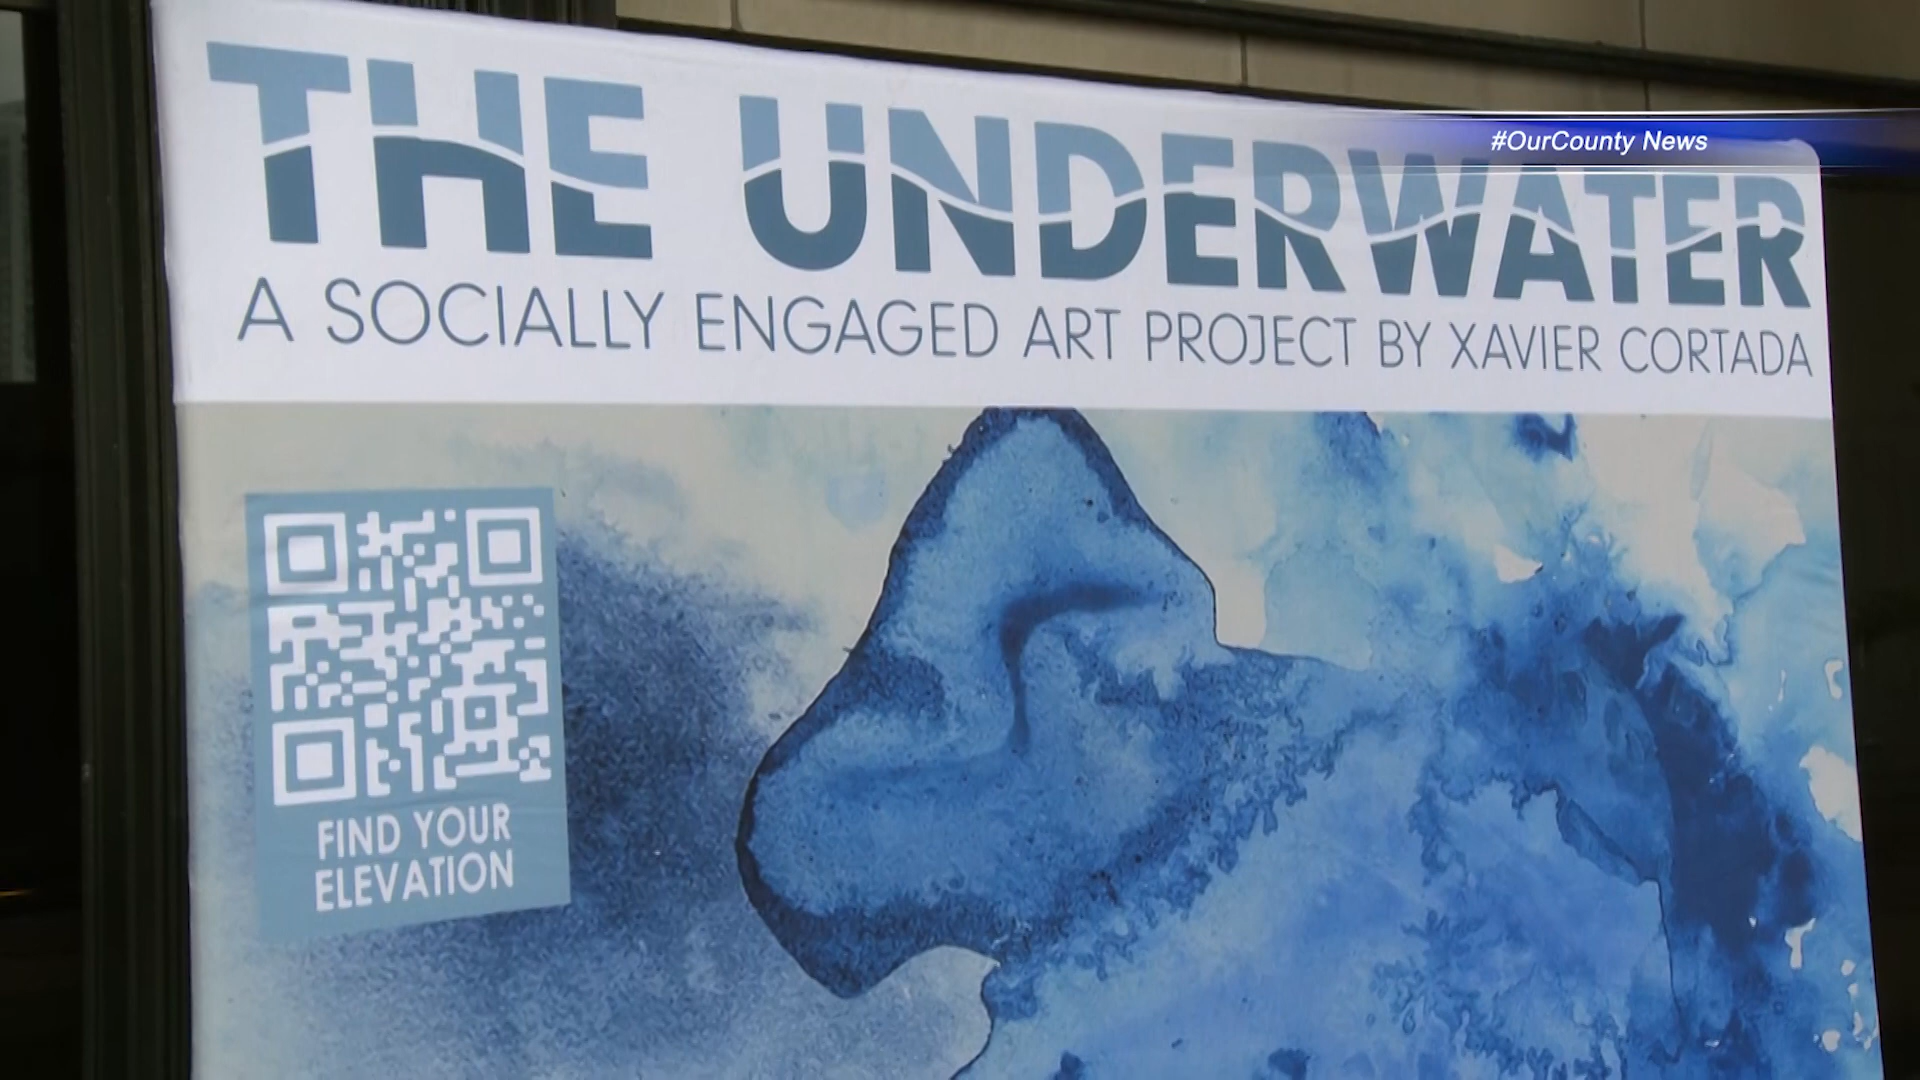 #OurCounty News
THE UNDERWATER
A SOCIALLY ENGAGED ART PROJECT BY XAVIER CORTADA
FIND YOUR
ELEVATION